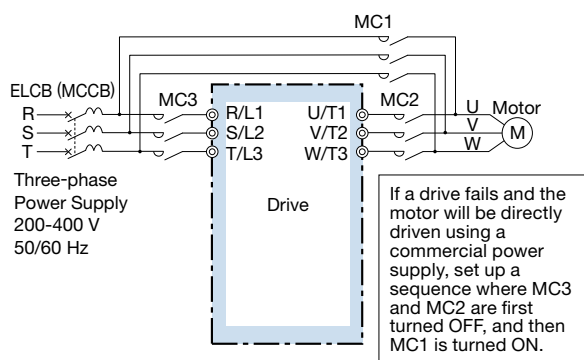 MC1
ELCB (MCCB)
MC3
MC2
R
R/L1
U/T1
U
Motor
S
S/L2
V/T2
V
M
T
T/L3
W/T3
W
Three-phase
Power Supply
200-400 V
50/60 Hz
Drive
If a drive fails and the
motor will be directly
driven using a
commercial power
supply, set up a
sequence where MC3
and MC2 are first
turned OFF, and then
MC1 is turned ON.